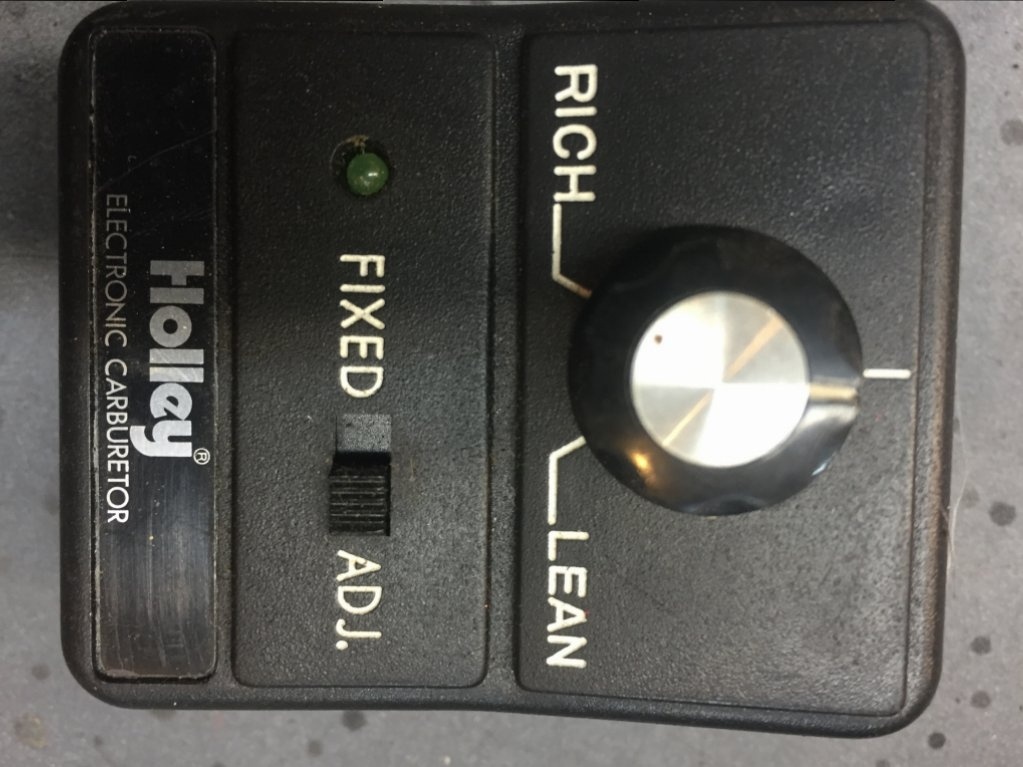 RICH LEAN
FIXED ADJ.
Holley®
ELECTRONIC CARBURETOR